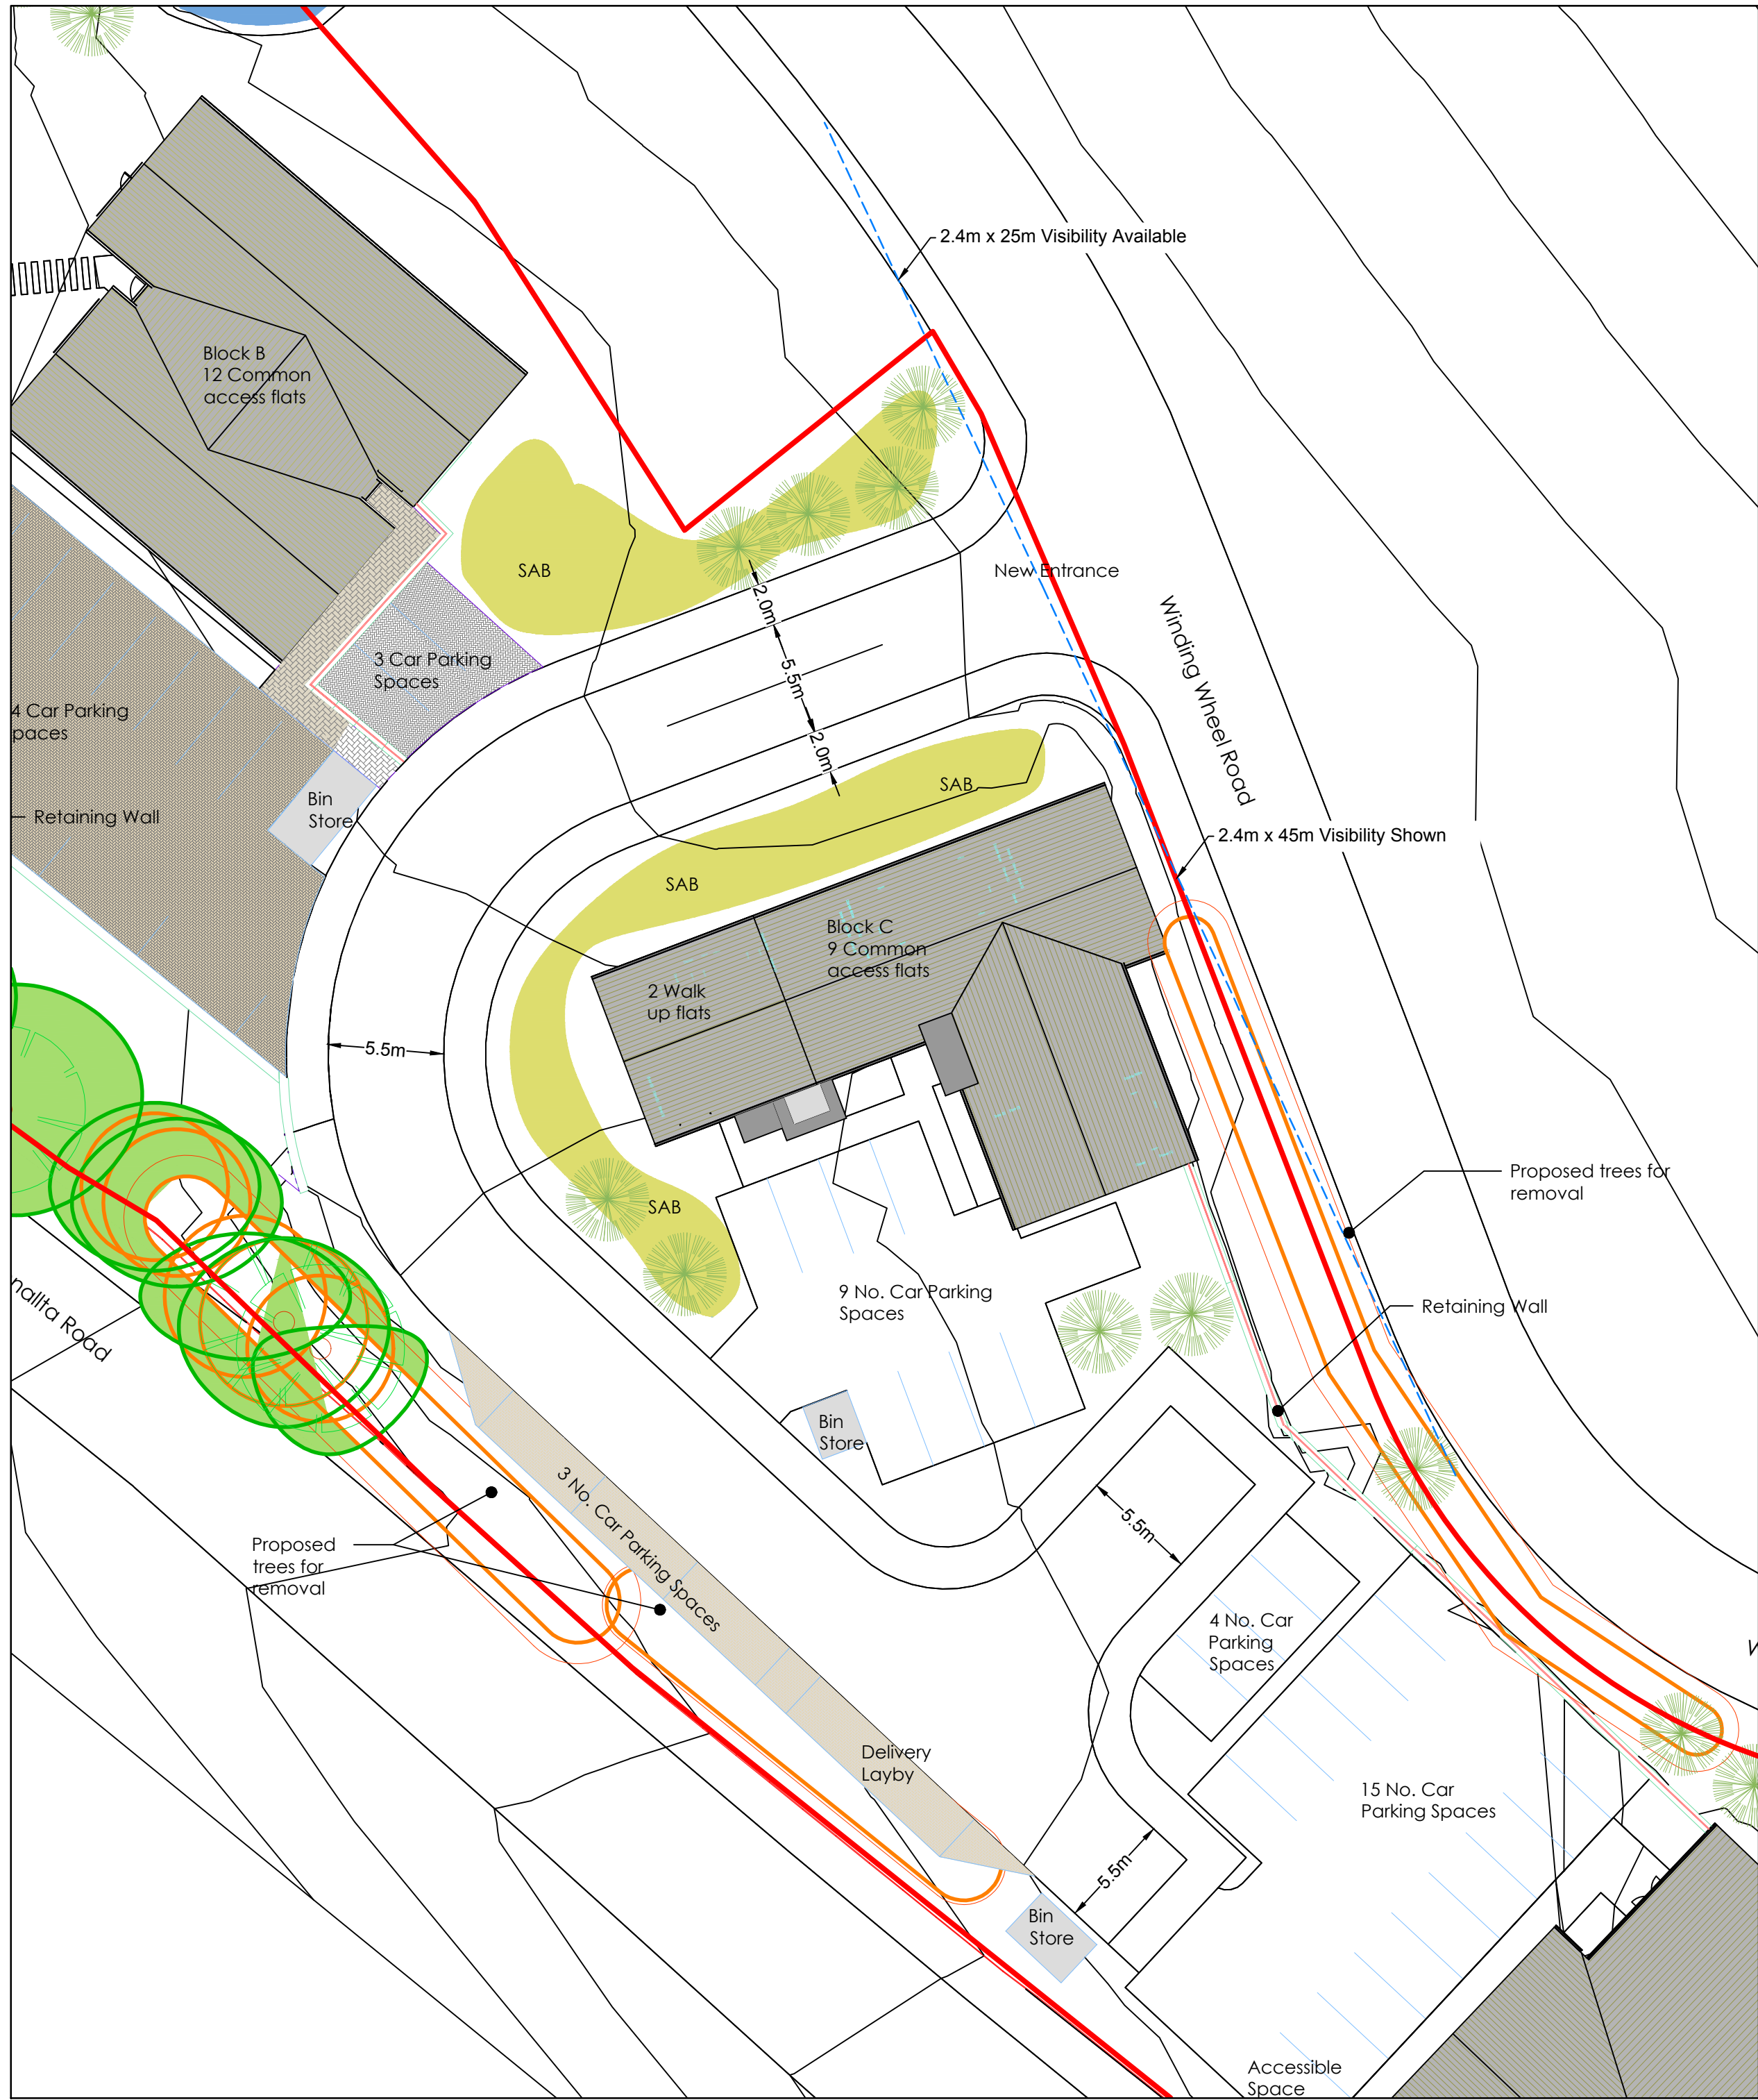 2.4m x 25m Visibility Available
Block B
12 Common
access flats
SAB
New Entrance
2.0m
5.5m
2.0m
Winding Wheel Road
3 Car Parking
Spaces
4 Car Parking
paces
Retaining Wall
Bin
Store
SAB
2.4m x 45m Visibility Shown
SAB
Block C
9 Common
access flats
2 Walk
up flats
5.5m
Proposed trees for
removal
SAB
9 No. Car Parking
Spaces
Retaining Wall
nallta Road
Bin
Store
3 No. Car Parking Spaces
5.5m
Proposed
trees for
removal
4 No. Car
Parking
Spaces
Delivery
Layby
15 No. Car
Parking Spaces
5.5m
Bin
Store
Accessible
Space